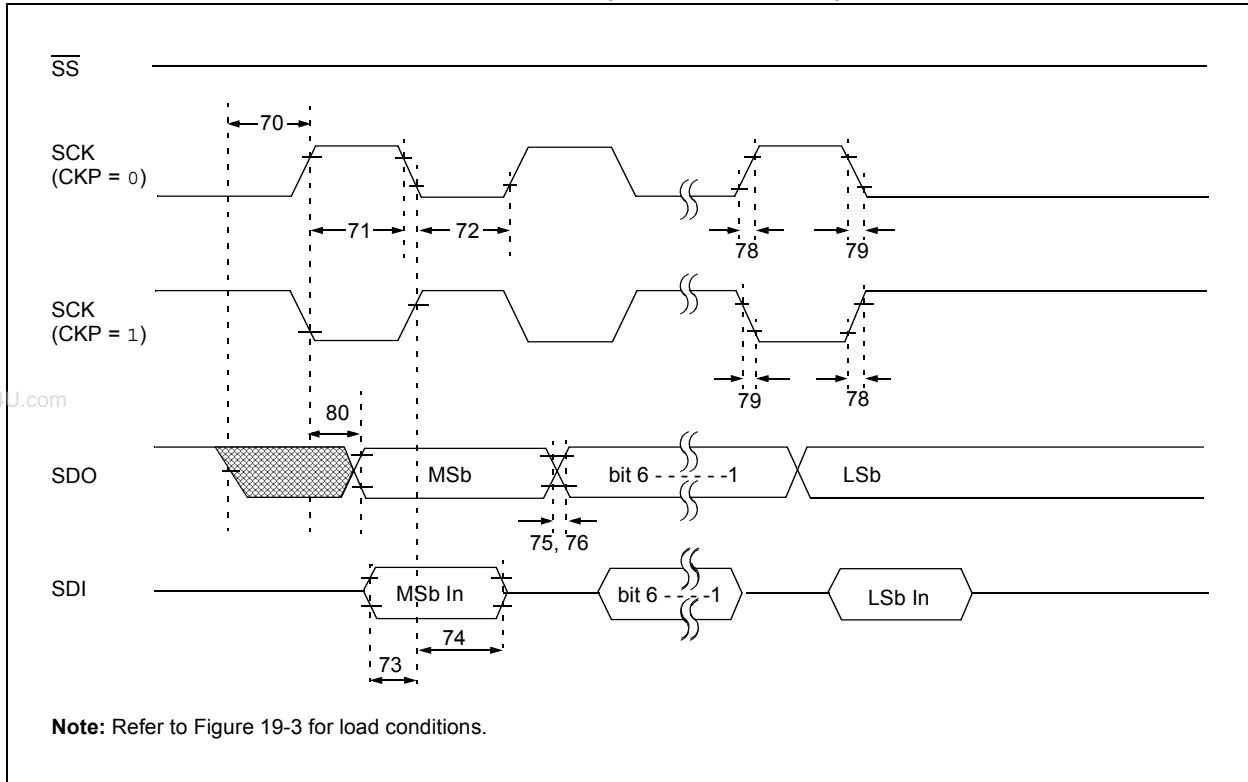 SS
70
SCK
(CKP = 0)
71
72
78
79
SCK
(CKP = 1)
79
78
U.com
80
SDO
MSb
bit 6 - - - - - -1
LSb
75, 76
SDI
MSb In
bit 6 - - - - -1
LSb In
74
73
Note: Refer to Figure 19-3 for load conditions.